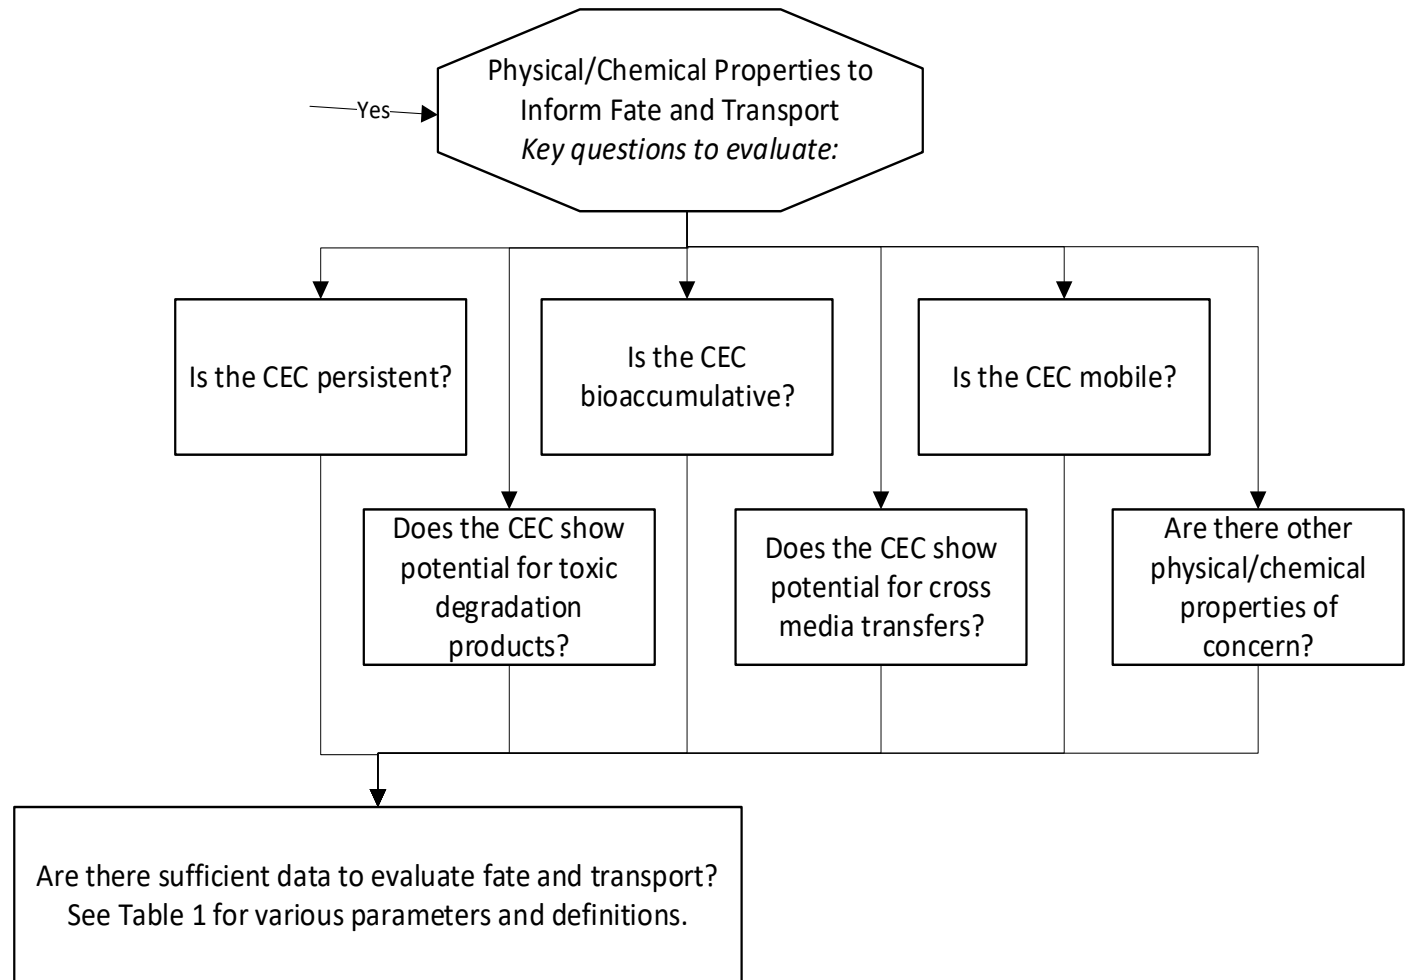 Physical/Chemical Properties to
Inform Fate and Transport
Key questions to evaluate:
Yes
Is the CEC persistent?
Is the CEC
bioaccumulative?
Is the CEC mobile?
Does the CEC show
potential for toxic
degradation
products?
Does the CEC show
potential for cross
media transfers?
Are there other
physical/chemical
properties of
concern?
Are there sufficient data to evaluate fate and transport?
See Table 1 for various parameters and definitions.